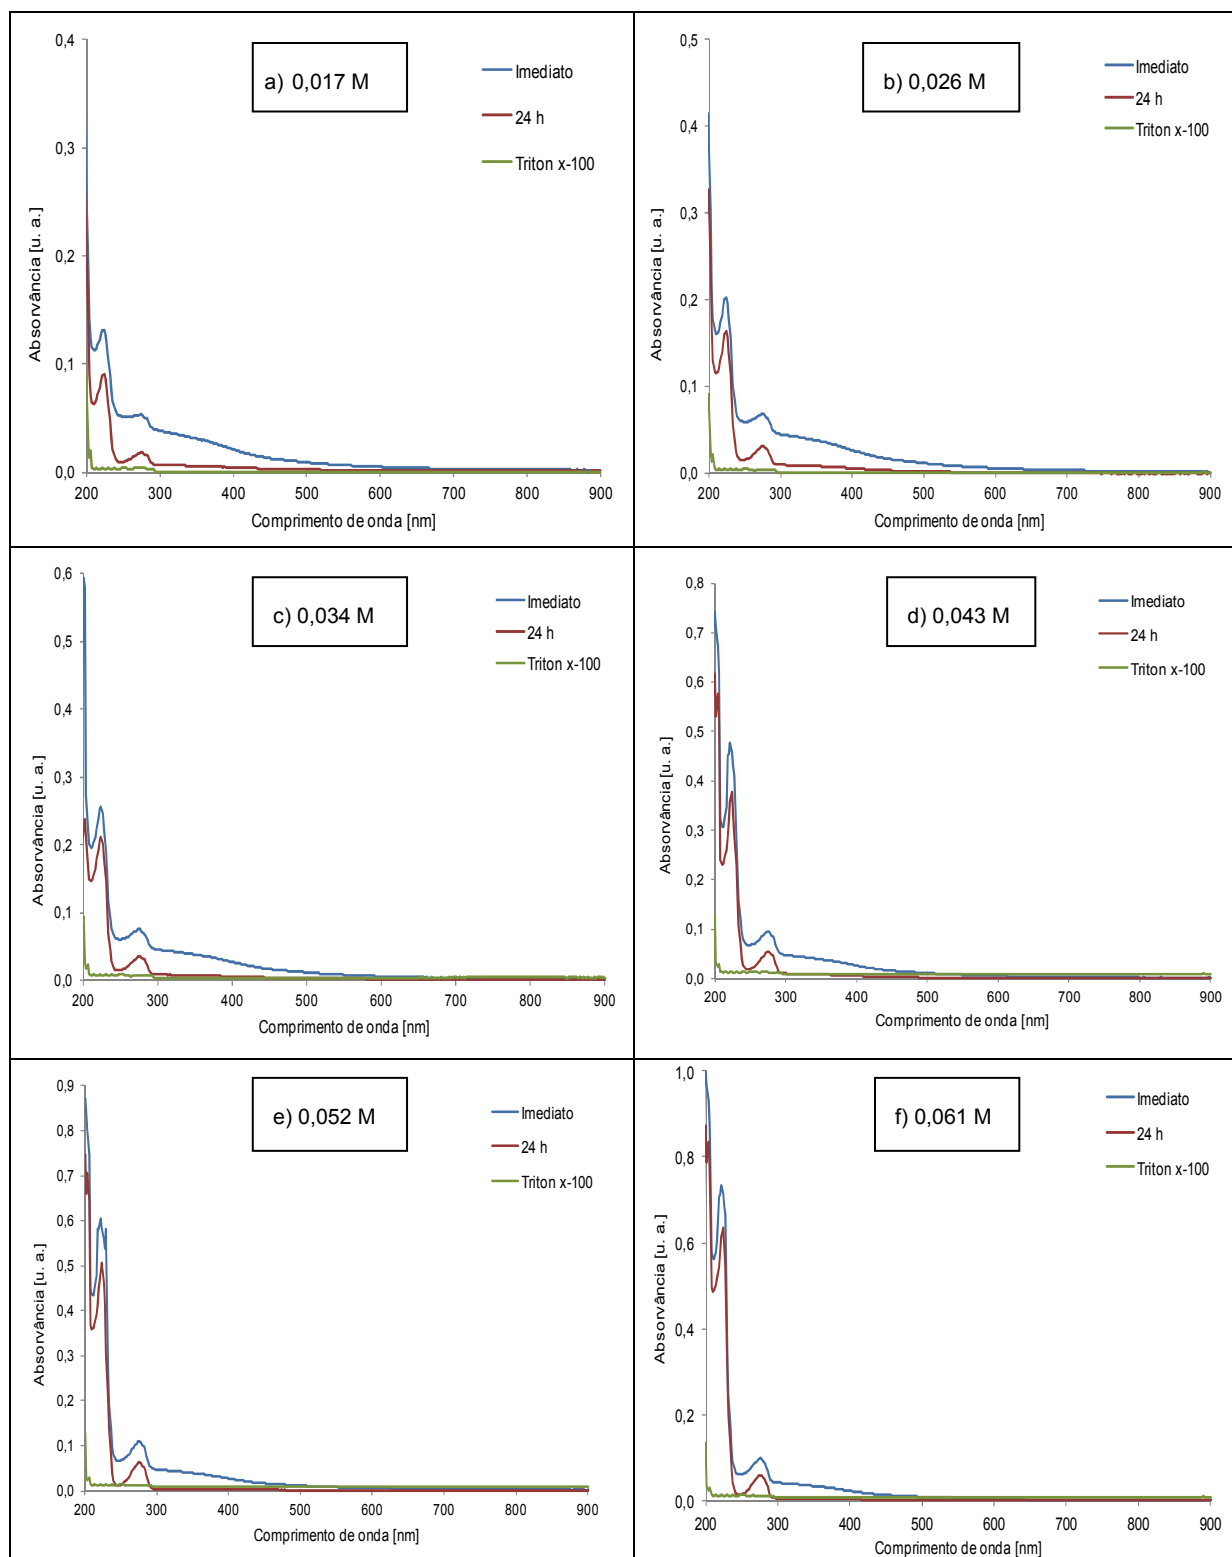 a) 0,017 M
Imediato
24 h
Triton x-100
0,4
0,3
0,2
0,1
0,0
Absorvância [u. a.]
200 300 400 500 600 700 800 900
Comprimento de onda [nm]
b) 0,026 M
Imediato
24 h
Triton x-100
0,5
0,4
0,3
0,2
0,1
0,0
Absorvância [u. a.]
200 300 400 500 600 700 800 900
Comprimento de onda [nm]
c) 0,034 M
Imediato
24 h
Triton x-100
0,6
0,5
0,4
0,3
0,2
0,1
0,0
Absorvância [u. a.]
200 300 400 500 600 700 800 900
Comprimento de onda [nm]
d) 0,043 M
Imediato
24 h
Triton x-100
0,8
0,7
0,6
0,5
0,4
0,3
0,2
0,1
0,0
Absorvância [u. a.]
200 300 400 500 600 700 800 900
Comprimento de onda [nm]
e) 0,052 M
Imediato
24 h
Triton x-100
0,9
0,8
0,7
0,6
0,5
0,4
0,3
0,2
0,1
0,0
Absorvância [u. a.]
200 300 400 500 600 700 800 900
Comprimento de onda [nm]
f) 0,061 M
Imediato
24 h
Triton x-100
1,0
0,8
0,6
0,4
0,2
0,0
Absorvância [u. a.]
200 300 400 500 600 700 800 900
Comprimento de onda [nm]